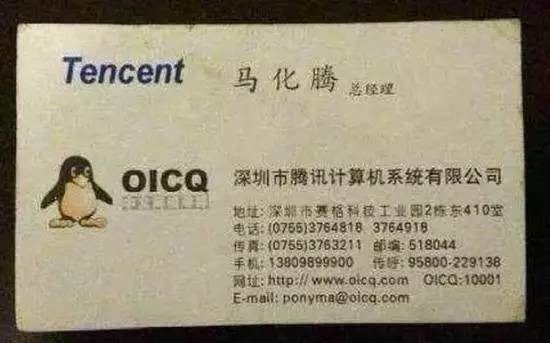 Tencent
马化腾 总经理
OICQ
深圳市腾讯计算机系统有限公司
地址: 深圳市赛格科技工业园2栋东410室
电话: (0755)3764818 3764918
传真: (0755)3763211 邮编: 518044
手机: 13809899900 传呼: 95800-229138
网址: http://www.oicq.com OICQ:10001
E-mail: ponyma@oicq.com